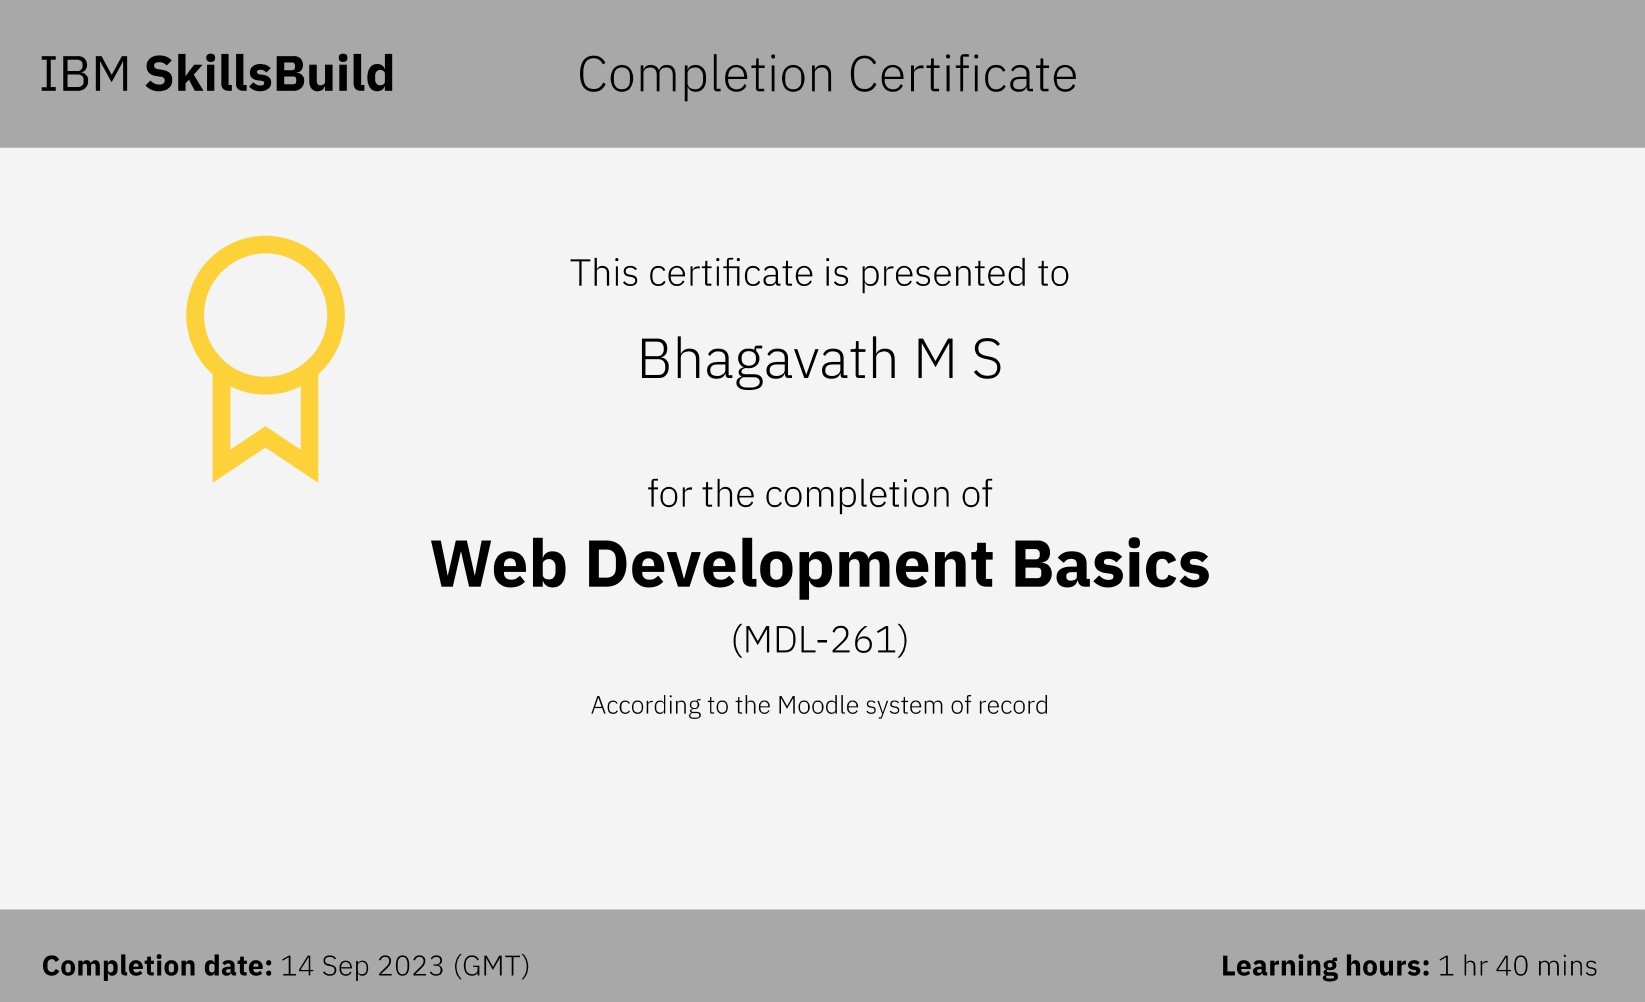 IBM SkillsBuild
Completion Certificate
This certificate is presented to
Bhagavath M S
for the completion of
Web Development Basics
(MDL-261)
According to the Moodle system of record
Completion date: 14 Sep 2023 (GMT)
Learning hours: 1 hr 40 mins